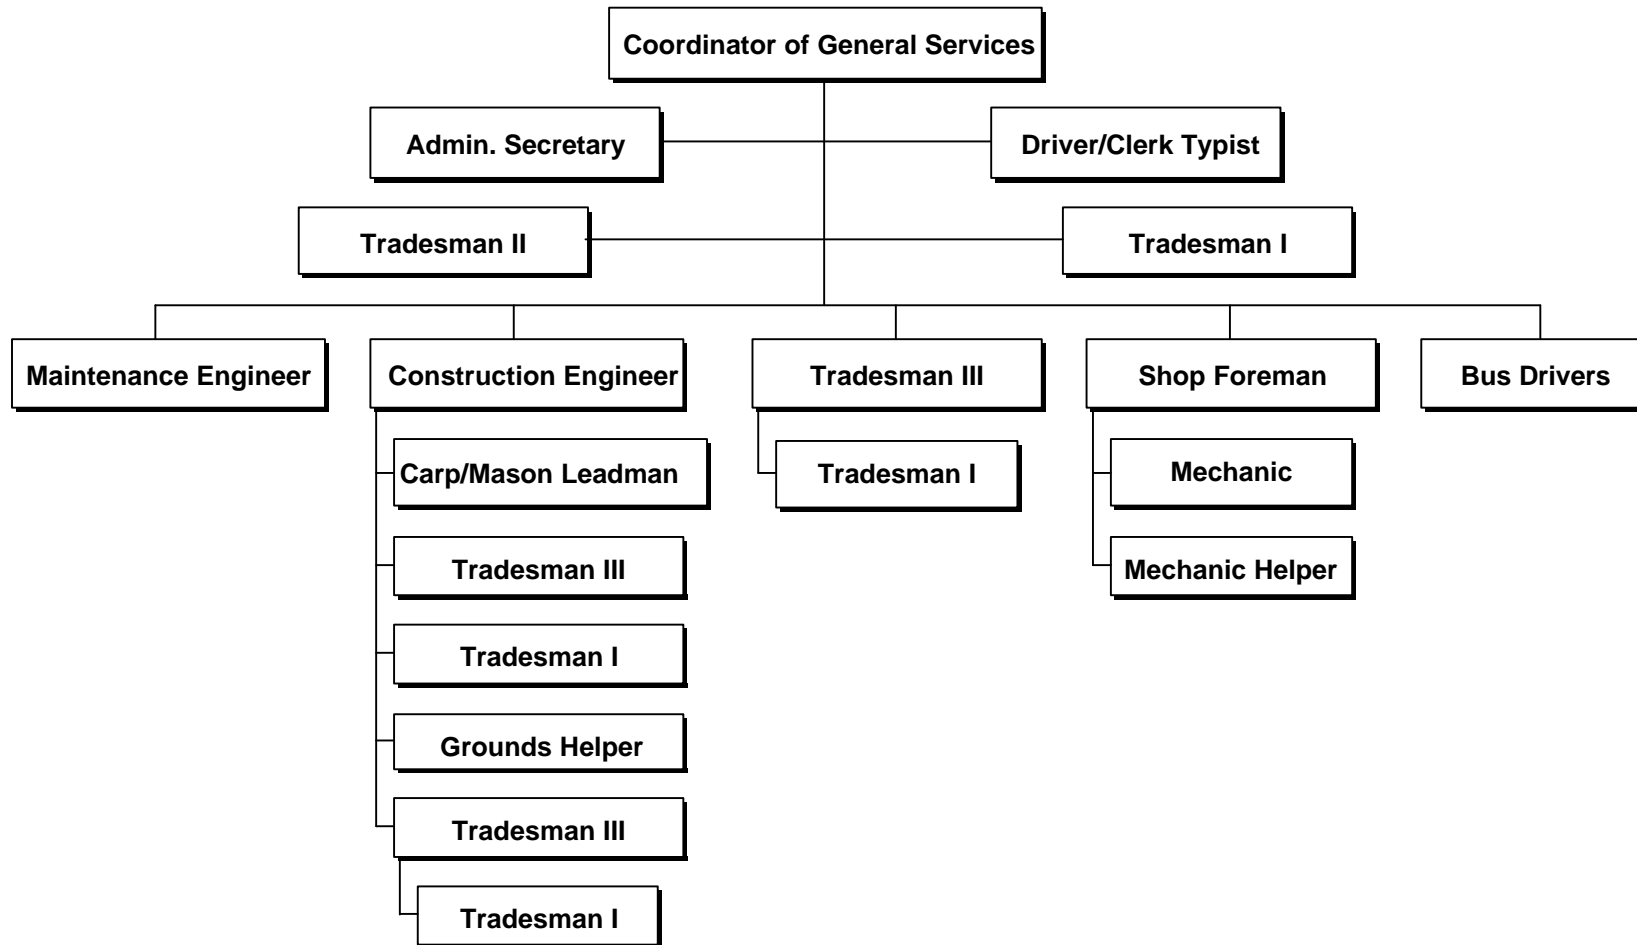 Coordinator of General Services
Admin. Secretary
Driver/Clerk Typist
Tradesman II
Tradesman I
Maintenance Engineer
Construction Engineer
Tradesman III
Shop Foreman
Bus Drivers
Carp/Mason Leadman
Tradesman I
Mechanic
Tradesman III
Mechanic Helper
Tradesman I
Grounds Helper
Tradesman III
Tradesman I